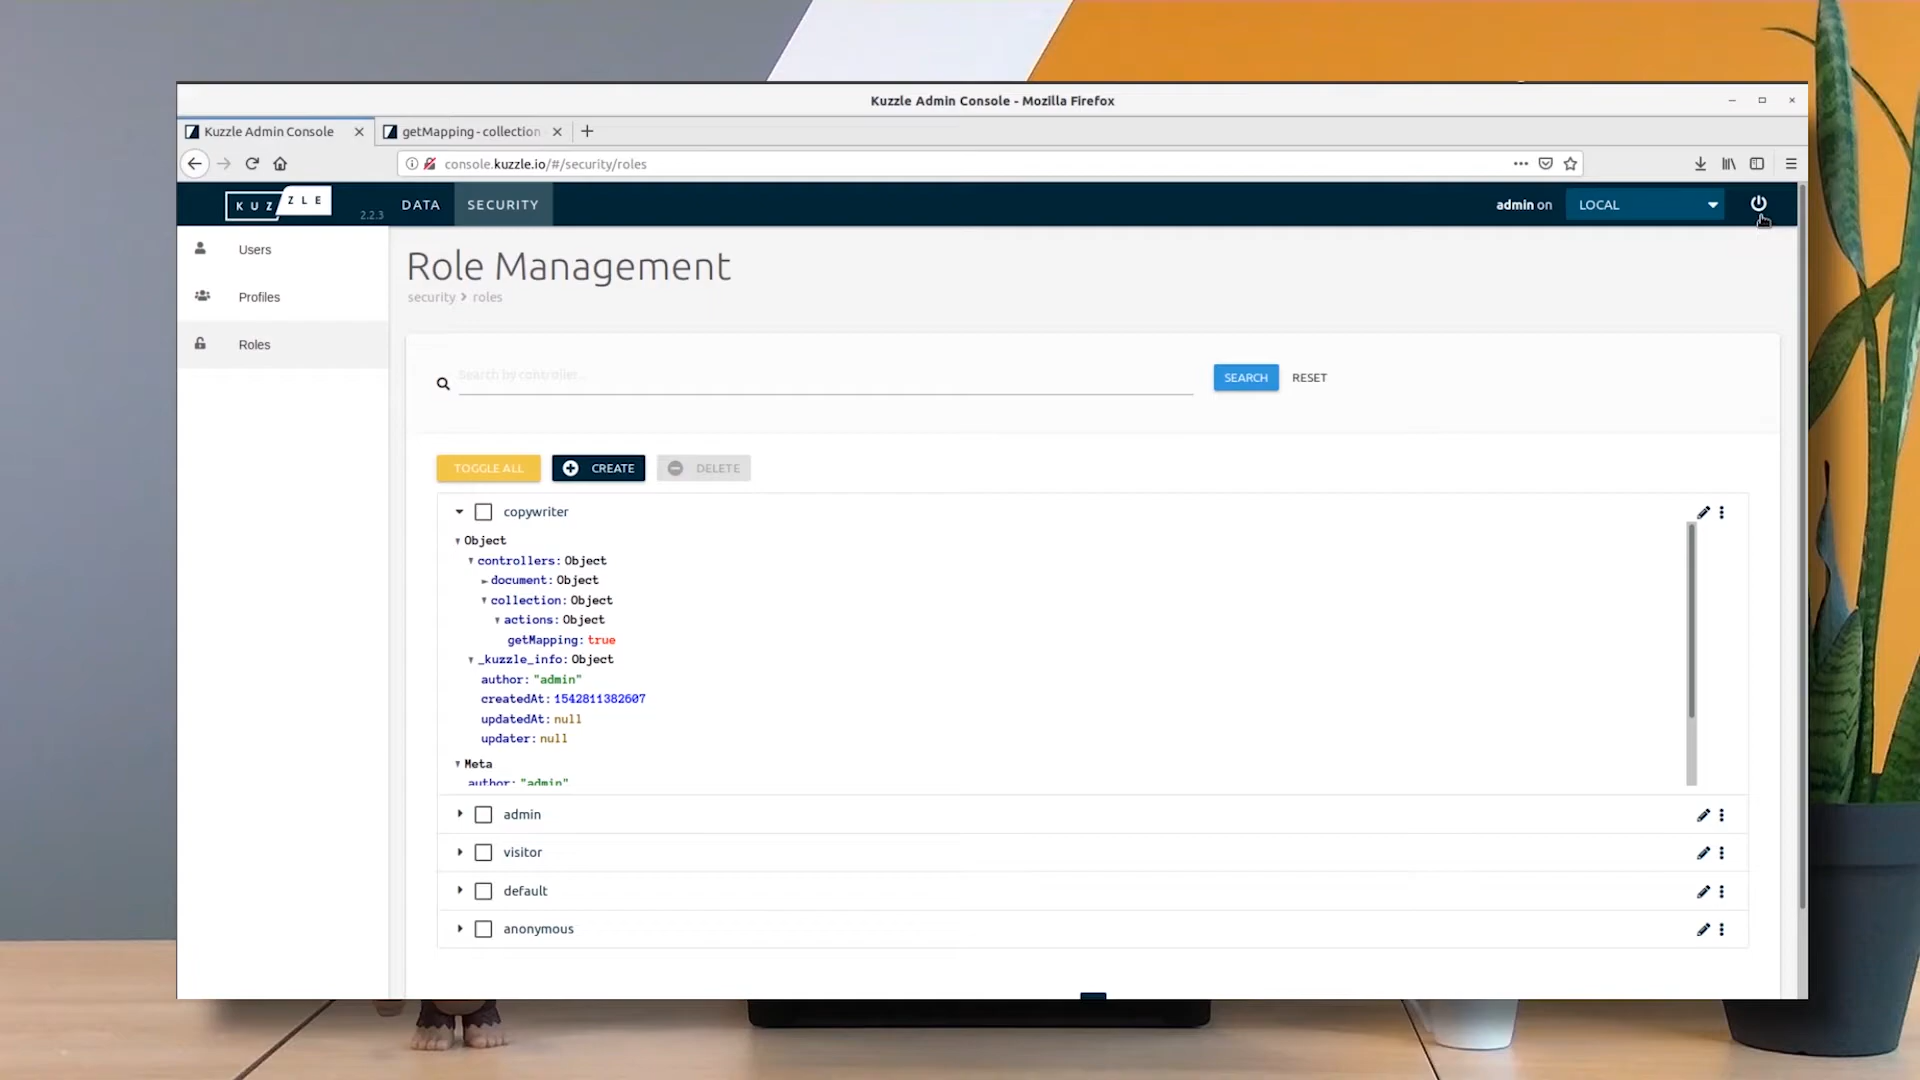 Kuzzle Admin Console - Mozilla Firefox
Kuzzle Admin Console
getMapping - collection
console.kuzzle.io/#/security/roles
KUZZLE
2.2.3
DATA
SECURITY
admin on
LOCAL
Users
Profiles
Roles
Role Management
security > roles
Search by controller...
SEARCH
RESET
TOGGLE ALL
CREATE
DELETE
copywriter
Object
controllers: Object
document: Object
collection: Object
actions: Object
getMapping: true
_kuzzle_info: Object
author: "admin"
createdAt: 1542811382607
updatedAt: null
updater: null
Meta
author: "admin"
admin
visitor
default
anonymous